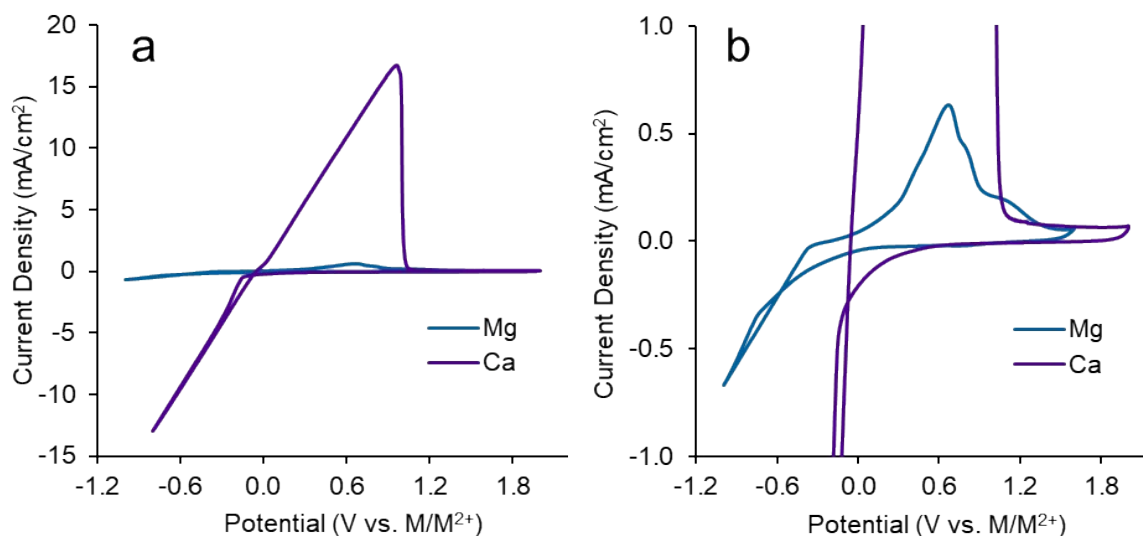 a
20
15
10
5
0
-5
-10
-15
-1.2 -0.6 0.0 0.6 1.2 1.8
Current Density (mA/cm²)
Potential (V vs. M/M²⁺)
Mg
Ca
b
1.0
0.5
0.0
-0.5
-1.0
-1.2 -0.6 0.0 0.6 1.2 1.8
Current Density (mA/cm²)
Potential (V vs. M/M²⁺)
Mg
Ca